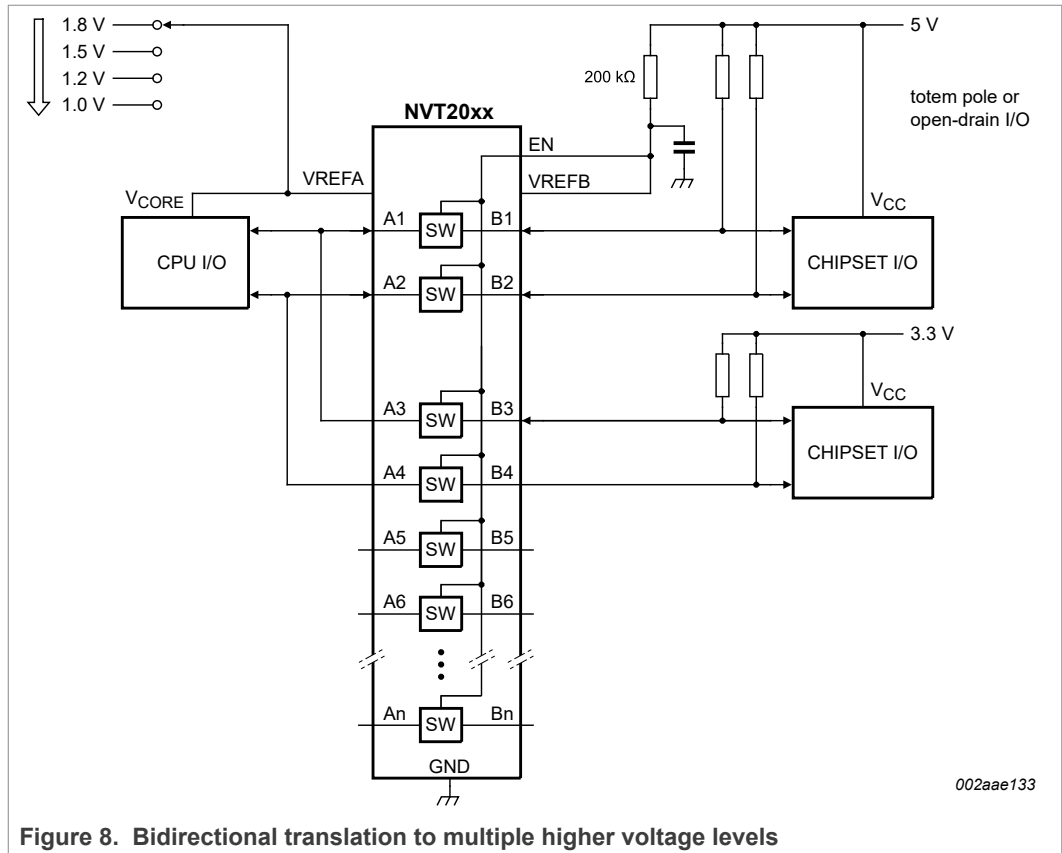 1.8 V
1.5 V
1.2 V
1.0 V
5 V
200 kΩ
totem pole or
open-drain I/O
NVT20xx
EN
VREFA
VREFB
VCORE
VCC
A1 SW B1
CPU I/O
CHIPSET I/O
A2 SW B2
3.3 V
VCC
A3 SW B3
CHIPSET I/O
A4 SW B4
A5 SW B5
A6 SW B6
An SW Bn
GND
002aae133
Figure 8. Bidirectional translation to multiple higher voltage levels